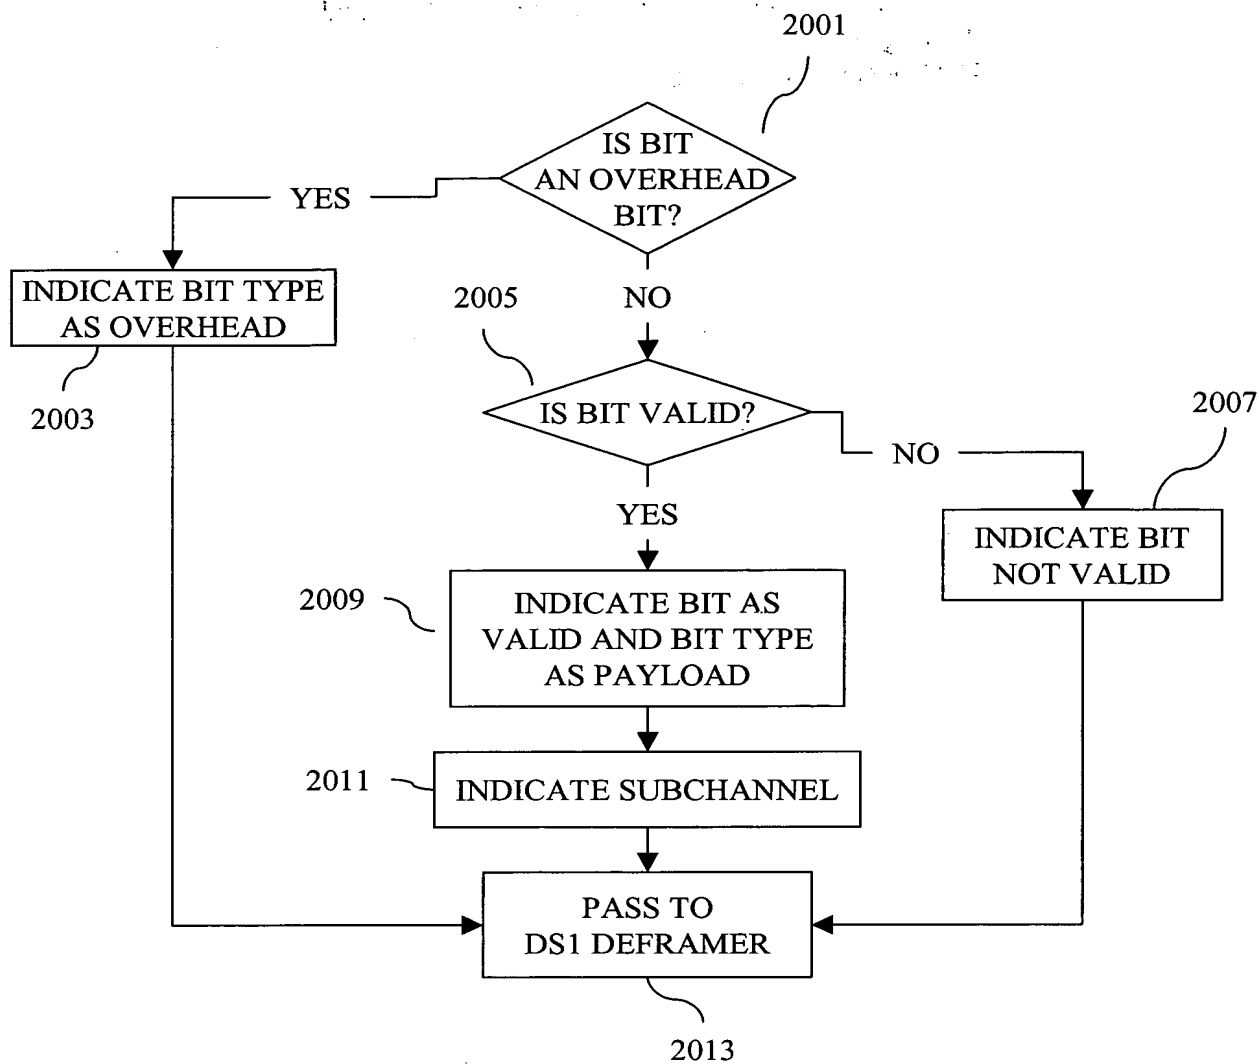 2001
IS BIT
AN OVERHEAD
BIT?
YES
NO
INDICATE BIT TYPE
AS OVERHEAD
2003
2005
IS BIT VALID?
NO
2007
YES
INDICATE BIT
NOT VALID
2009
INDICATE BIT AS
VALID AND BIT TYPE
AS PAYLOAD
2011
INDICATE SUBCHANNEL
PASS TO
DS1 DEFRAMER
2013